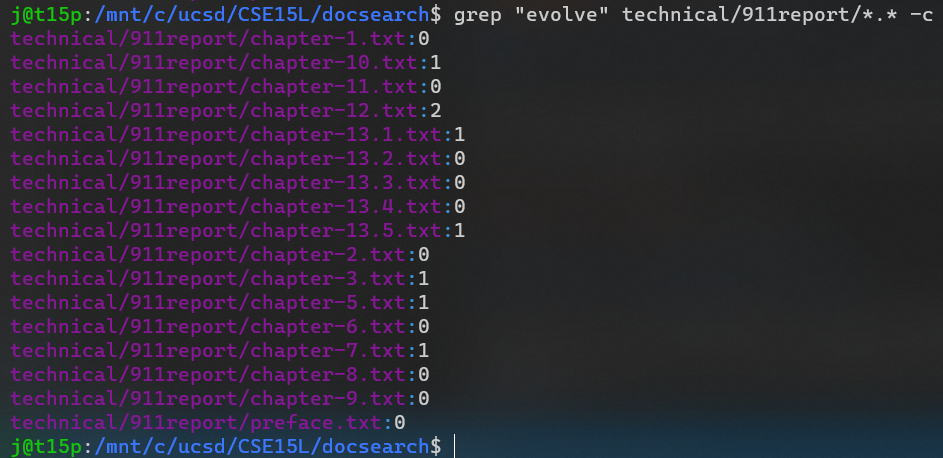 j@t15p:/mnt/c/ucsd/CSE15L/docsearch$ grep "evolve" technical/911report/*.* -c
technical/911report/chapter-1.txt:0
technical/911report/chapter-10.txt:1
technical/911report/chapter-11.txt:0
technical/911report/chapter-12.txt:2
technical/911report/chapter-13.1.txt:1
technical/911report/chapter-13.2.txt:0
technical/911report/chapter-13.3.txt:0
technical/911report/chapter-13.4.txt:0
technical/911report/chapter-13.5.txt:1
technical/911report/chapter-2.txt:0
technical/911report/chapter-3.txt:1
technical/911report/chapter-5.txt:1
technical/911report/chapter-6.txt:0
technical/911report/chapter-7.txt:1
technical/911report/chapter-8.txt:0
technical/911report/chapter-9.txt:0
technical/911report/preface.txt:0
j@t15p:/mnt/c/ucsd/CSE15L/docsearch$